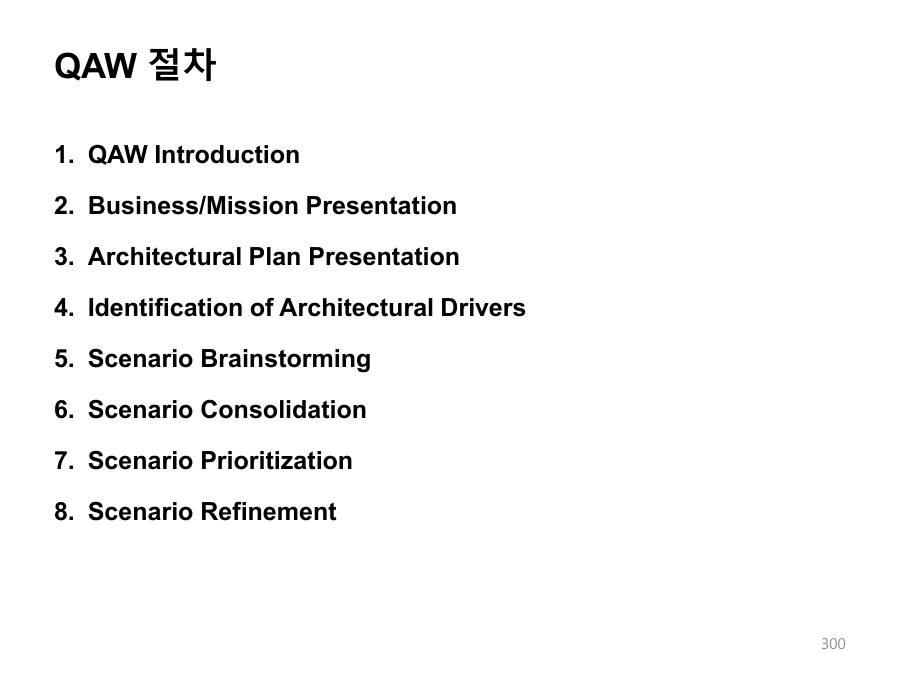 QAW 절차
1. QAW Introduction
2. Business/Mission Presentation
3. Architectural Plan Presentation
4. Identification of Architectural Drivers
5. Scenario Brainstorming
6. Scenario Consolidation
7. Scenario Prioritization
8. Scenario Refinement
300